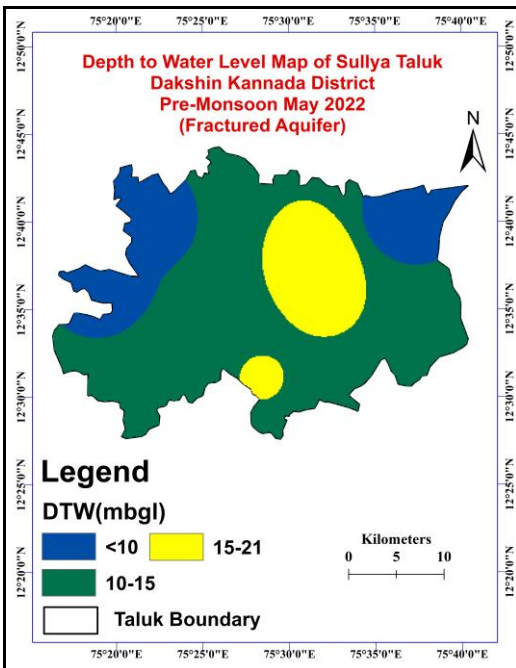 Depth to Water Level Map of Sullya Taluk
Dakshin Kannada District
Pre-Monsoon May 2022
(Fractured Aquifer)
75°20'0"E 75°25'0"E 75°30'0"E 75°35'0"E 75°40'0"E
12°50'0"N 12°50'0"N
12°45'0"N 12°45'0"N
N
12°40'0"N 12°40'0"N
12°35'0"N 12°35'0"N
12°30'0"N 12°30'0"N
12°25'0"N 12°25'0"N
12°20'0"N 12°20'0"N
Legend
DTW(mbgl)
<10 15-21
10-15
Taluk Boundary
Kilometers
0 5 10
75°20'0"E 75°25'0"E 75°30'0"E 75°35'0"E 75°40'0"E